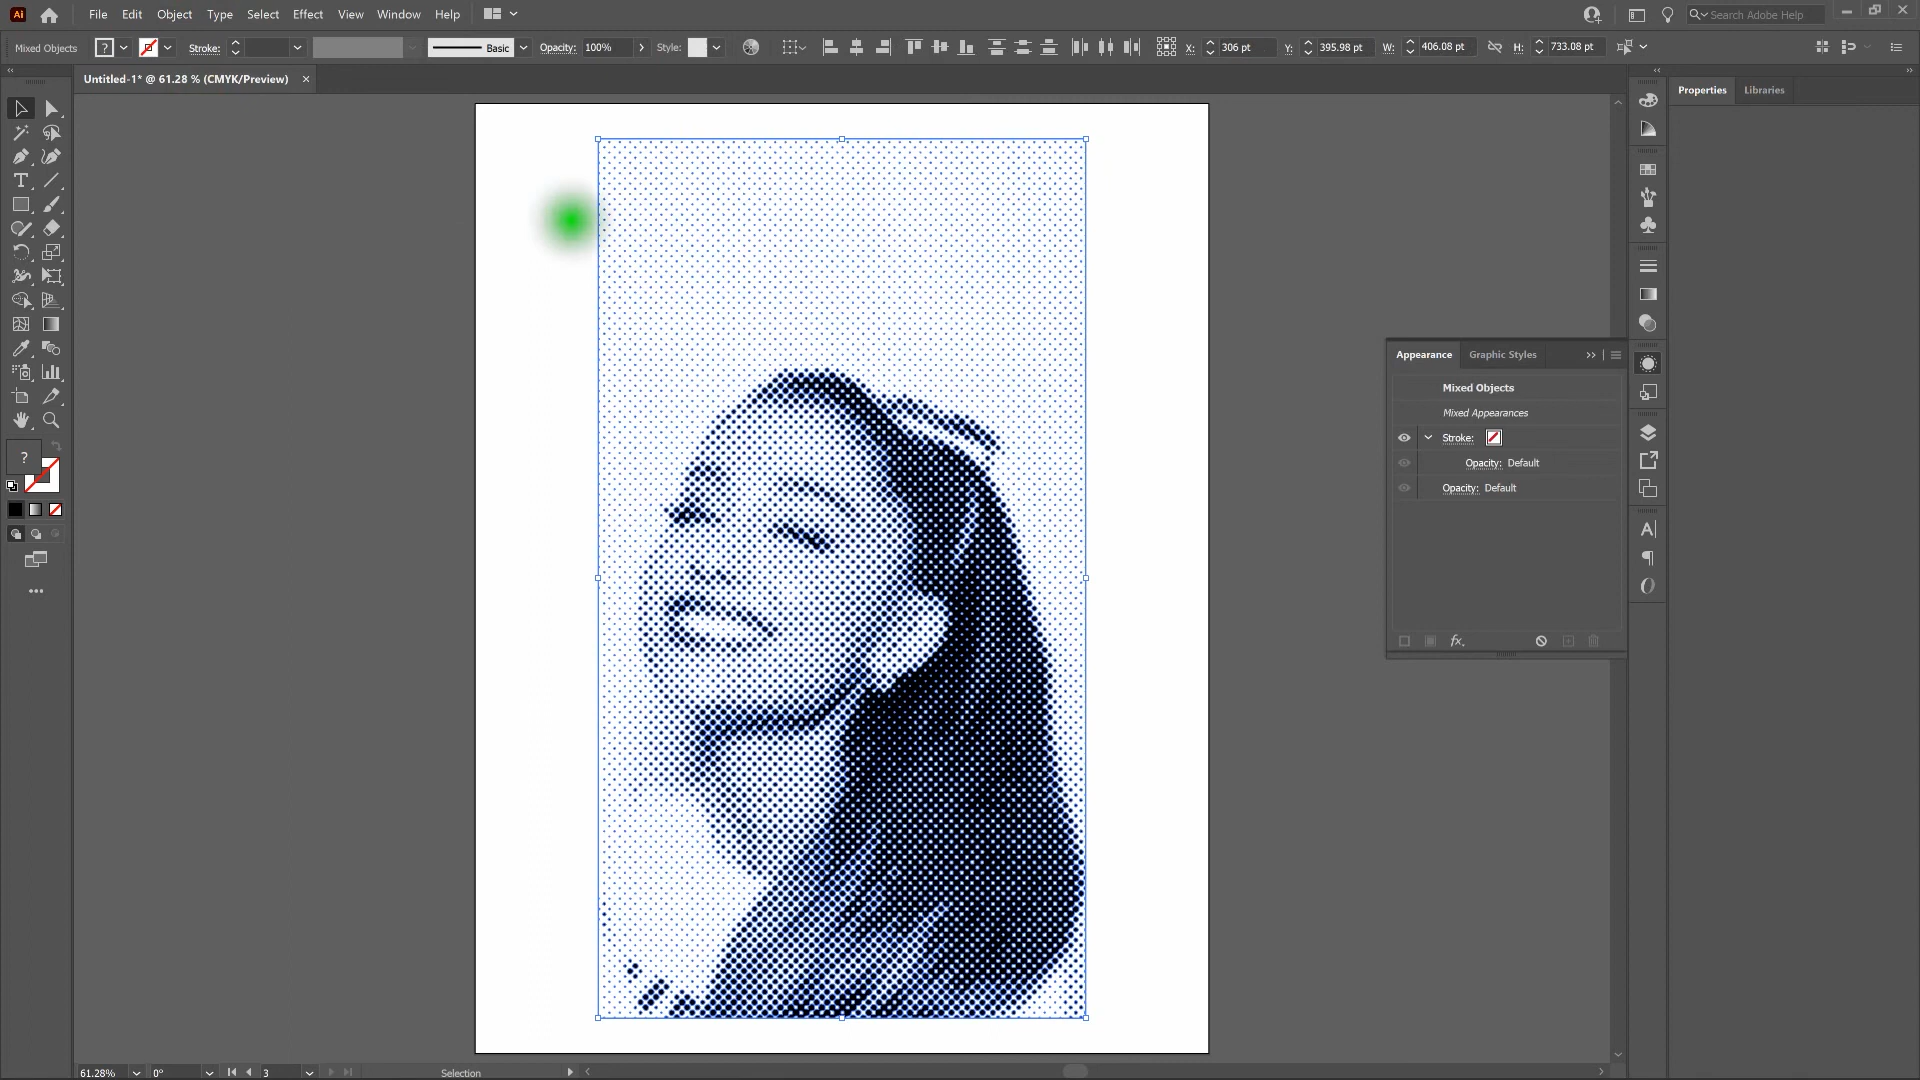 Ai File Edit Object Type Select Effect View Window Help Search Adobe Help
Mixed Objects ? Stroke: Basic Opacity: 100% Style: X: 306 pt Y: 395.98 pt W: 406.08 pt H: 733.08 pt
Untitled-1* @ 61.28 % (CMYK/Preview) ×
Properties Libraries
Appearance Graphic Styles
Mixed Objects
Mixed Appearances
Stroke:
Opacity: Default
Opacity: Default
fx
?
61.28% 0° 3 Selection